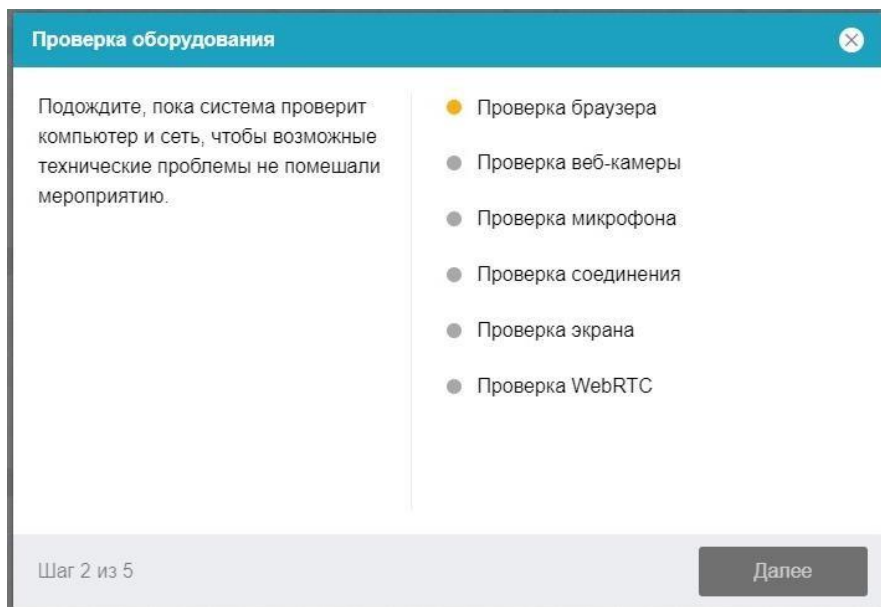 Проверка оборудования
Подождите, пока система проверит
компьютер и сеть, чтобы возможные
технические проблемы не помешали
мероприятию.
Проверка браузера
Проверка веб-камеры
Проверка микрофона
Проверка соединения
Проверка экрана
Проверка WebRTC
Шаг 2 из 5
Далее